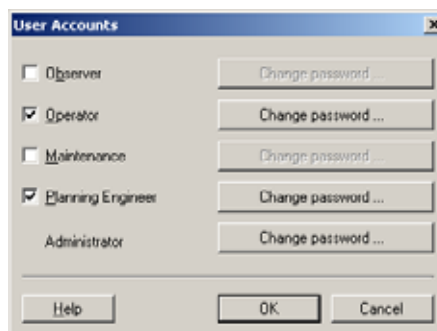 User Accounts
Observer Change password ...
Operator Change password ...
Maintenance Change password ...
Planning Engineer Change password ...
Administrator Change password ...
Help OK Cancel